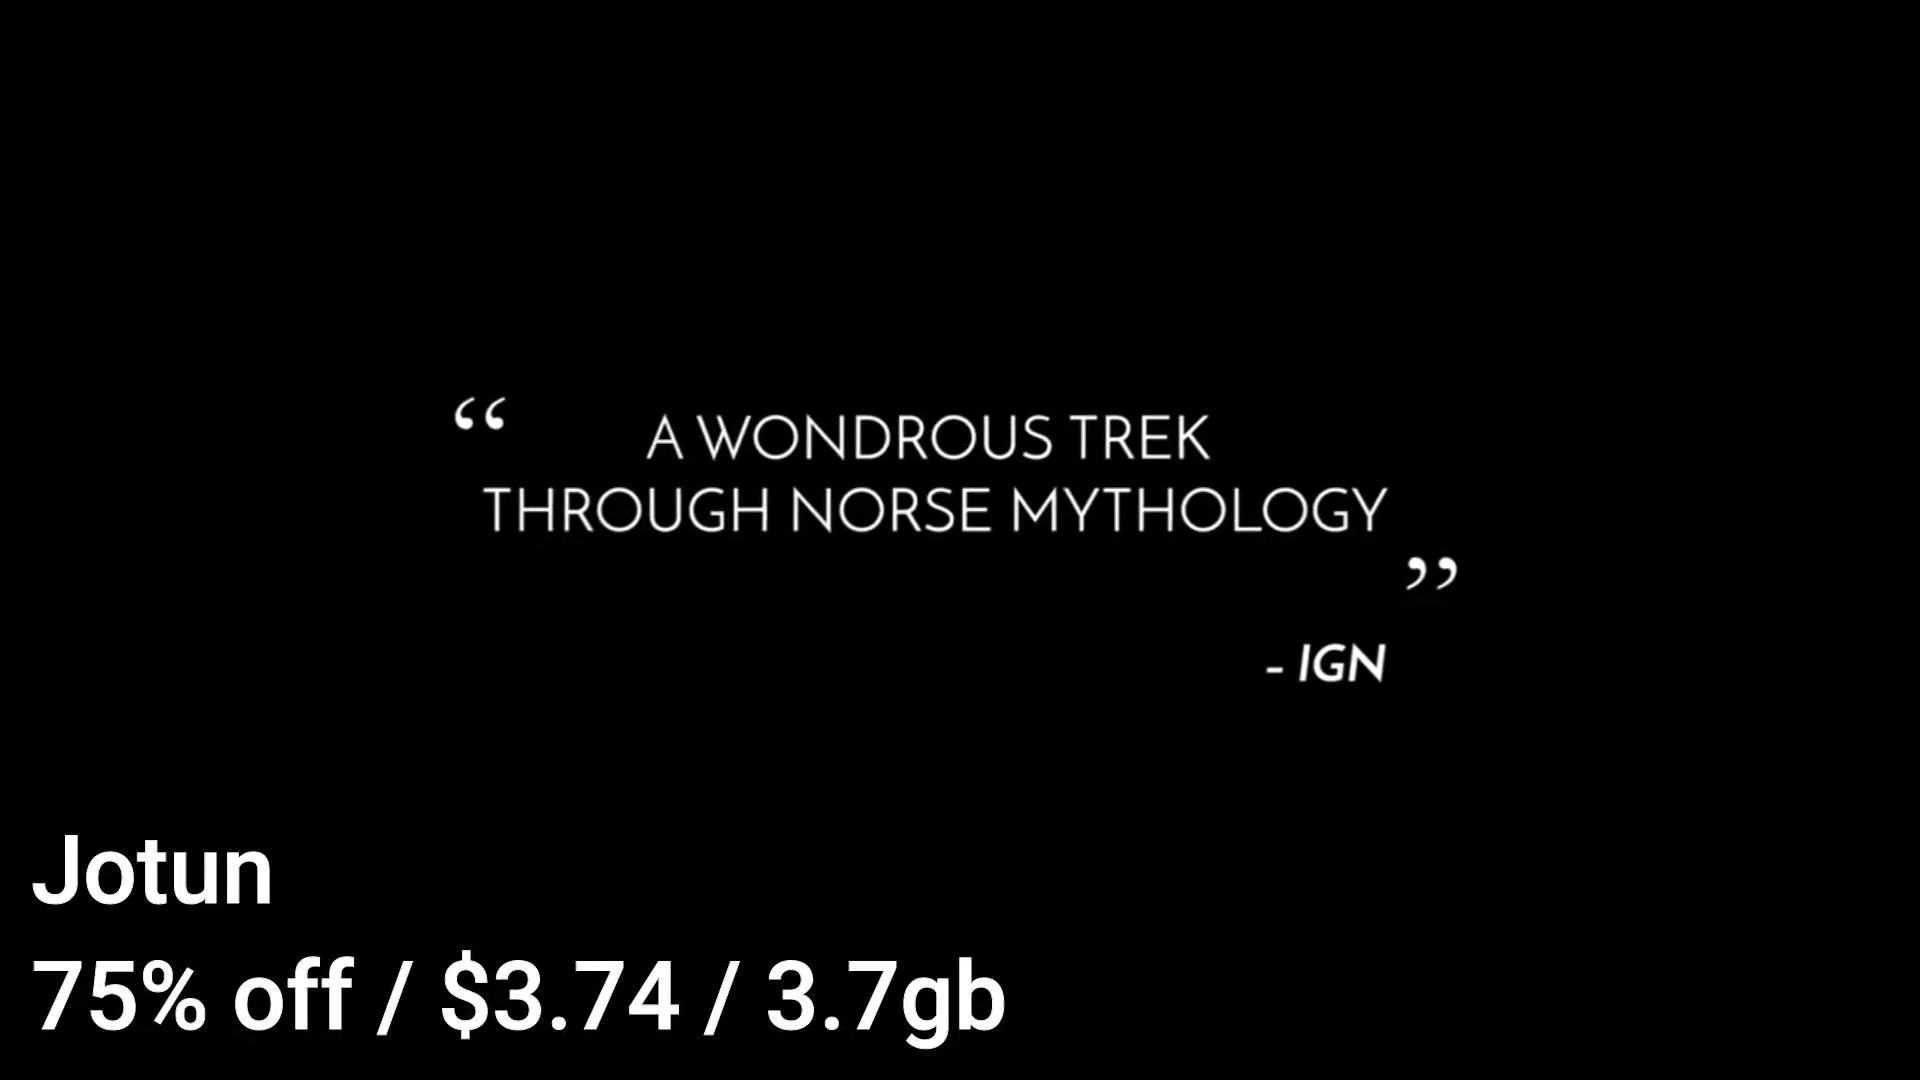 “ A WONDROUS TREK
THROUGH NORSE MYTHOLOGY ”
– IGN
Jotun
75% off / $3.74 / 3.7gb